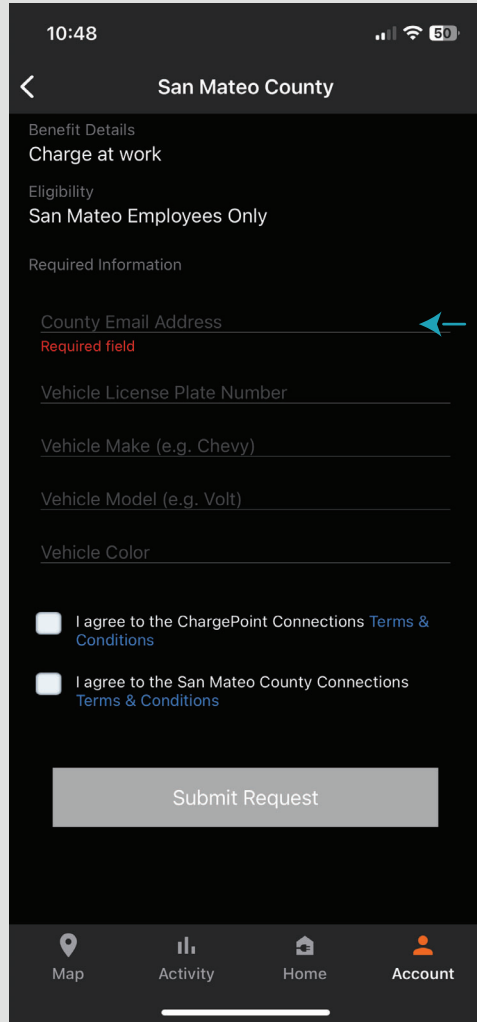 10:48
50
San Mateo County
Benefit Details
Charge at work
Eligibility
San Mateo Employees Only
Required Information
County Email Address
Required field
Vehicle License Plate Number
Vehicle Make (e.g. Chevy)
Vehicle Model (e.g. Volt)
Vehicle Color
I agree to the ChargePoint Connections Terms &
Conditions
I agree to the San Mateo County Connections
Terms & Conditions
Submit Request
Map Activity Home Account